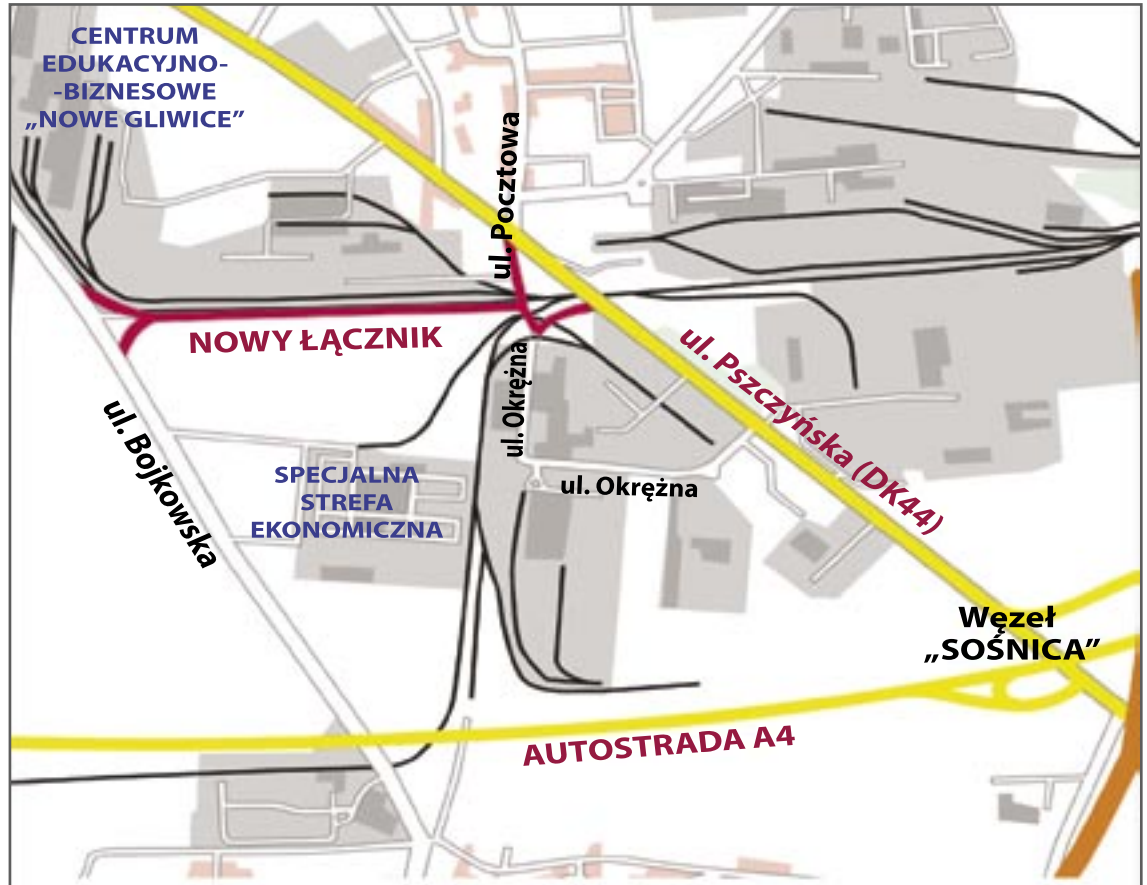 CENTRUM
EDUKACYJNO-
-BIZNESOWE
„NOWE GLIWICE”
ul. Pocztowa
NOWY ŁĄCZNIK
ul. Pszczyńska (DK44)
ul. Okrężna
ul. Bojkowska
SPECJALNA
STREFA
EKONOMICZNA
ul. Okrężna
Węzeł
„SOŚNICA”
AUTOSTRADA A4